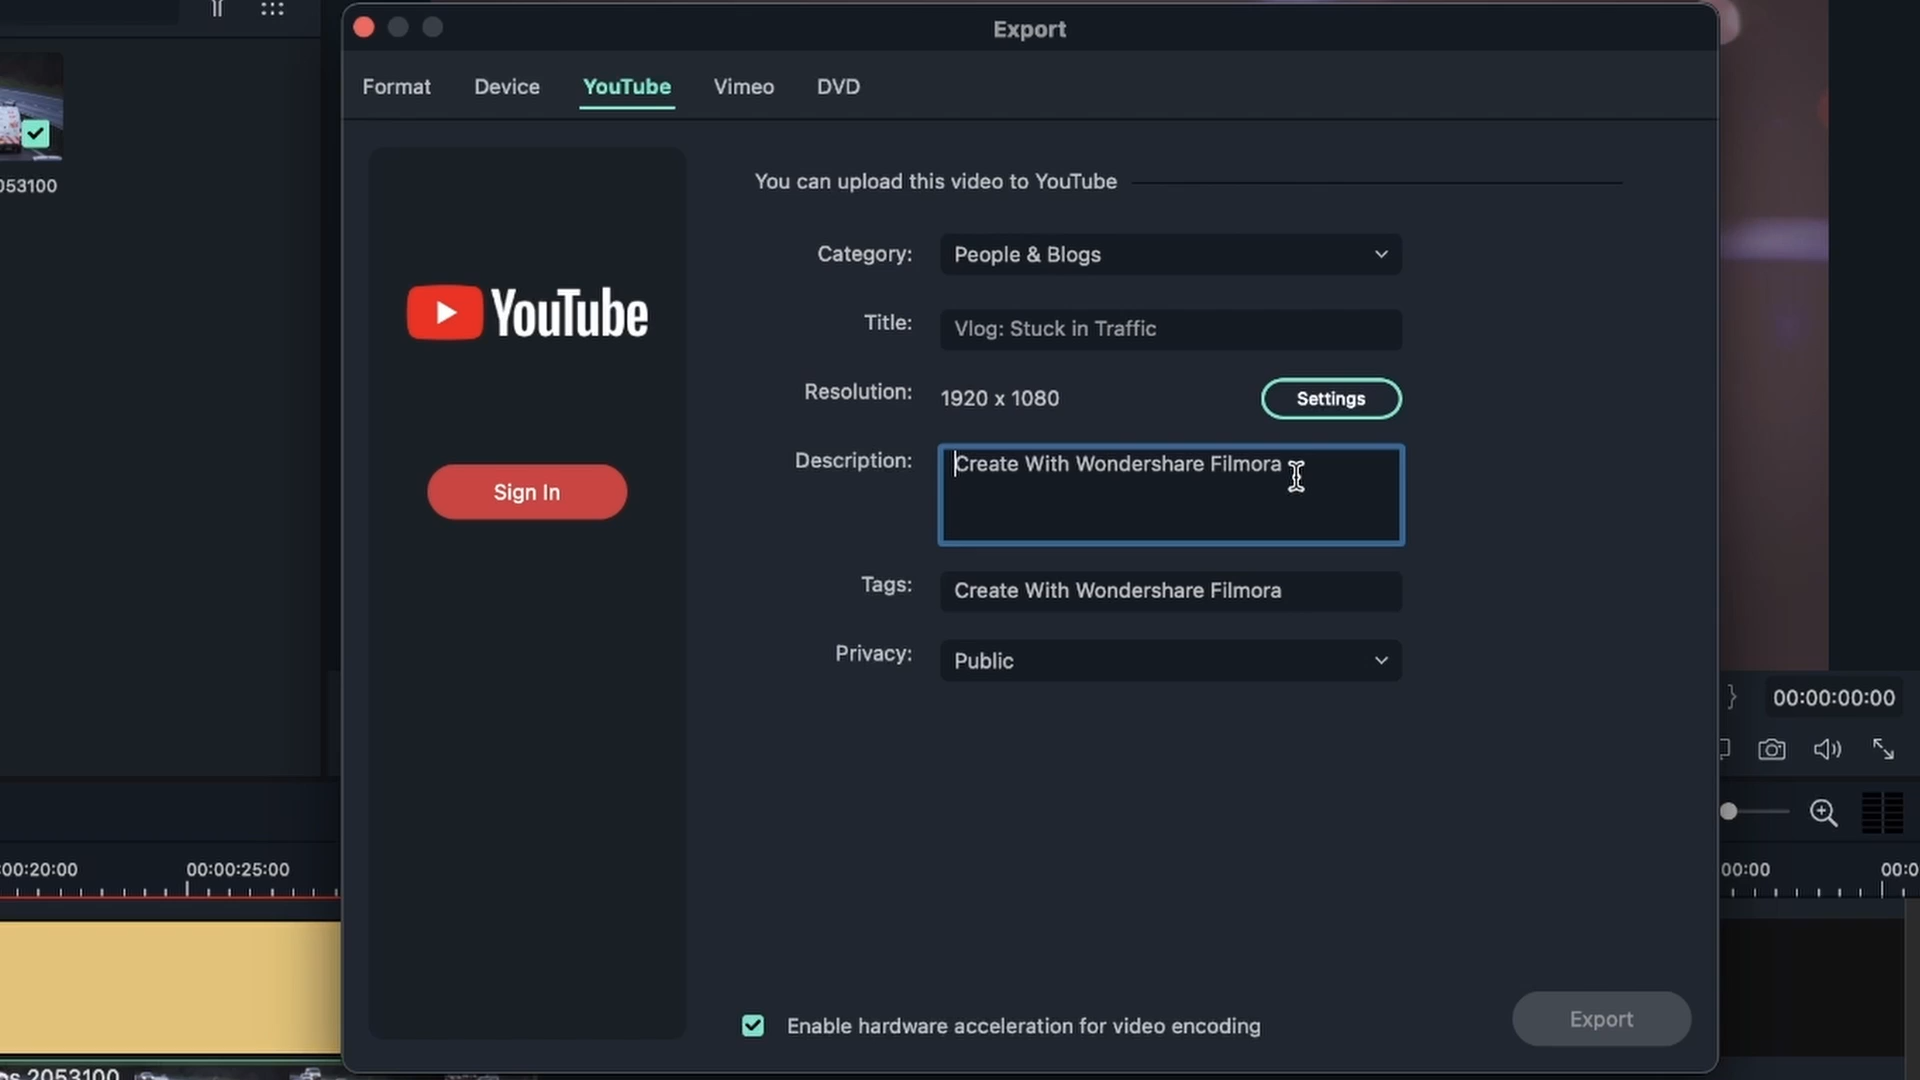 Export
Format Device YouTube Vimeo DVD
053100
You can upload this video to YouTube
YouTube
Sign In
Category: People & Blogs
Title: Vlog: Stuck in Traffic
Resolution: 1920 x 1080 Settings
Description: Create With Wondershare Filmora
Tags: Create With Wondershare Filmora
Privacy: Public
00:00:00:00
:00:20:00 00:00:25:00
00:00 00:0
Enable hardware acceleration for video encoding
Export
os 2053100